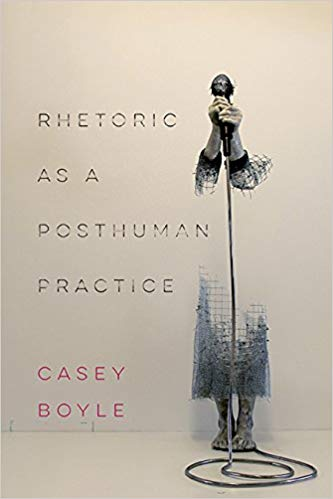 RHETORIC
AS A
POSTHUMAN
PRACTICE
CASEY
BOYLE